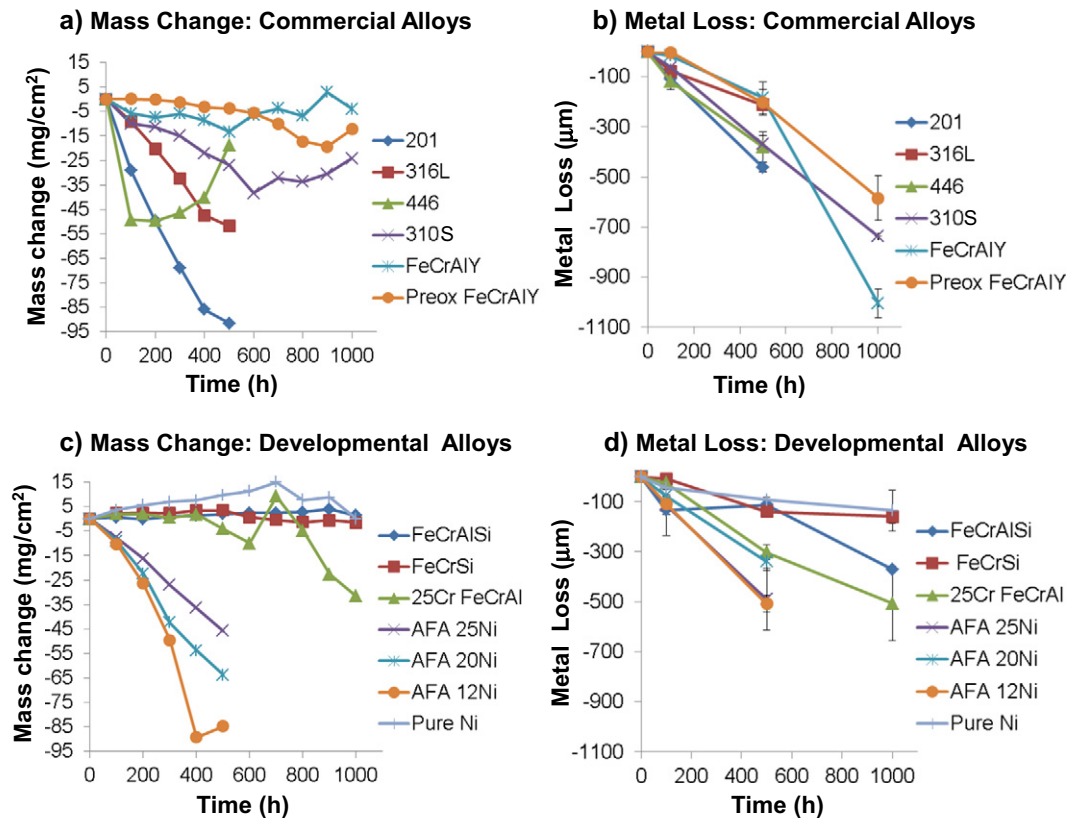 a) Mass Change: Commercial Alloys
Mass change (mg/cm²)
15
5
-5
-15
-25
-35
-45
-55
-65
-75
-85
-95
0 200 400 600 800 1000
Time (h)
201
316L
446
310S
FeCrAlY
Preox FeCrAlY
b) Metal Loss: Commercial Alloys
Metal Loss (μm)
-100
-300
-500
-700
-900
-1100
0 200 400 600 800 1000
Time (h)
201
316L
446
310S
FeCrAlY
Preox FeCrAlY
c) Mass Change: Developmental Alloys
Mass change (mg/cm²)
15
5
-5
-15
-25
-35
-45
-55
-65
-75
-85
-95
0 200 400 600 800 1000
Time (h)
FeCrAlSi
FeCrSi
25Cr FeCrAl
AFA 25Ni
AFA 20Ni
AFA 12Ni
Pure Ni
d) Metal Loss: Developmental Alloys
Metal Loss (μm)
-100
-300
-500
-700
-900
-1100
0 200 400 600 800 1000
Time (h)
FeCrAlSi
FeCrSi
25Cr FeCrAl
AFA 25Ni
AFA 20Ni
AFA 12Ni
Pure Ni